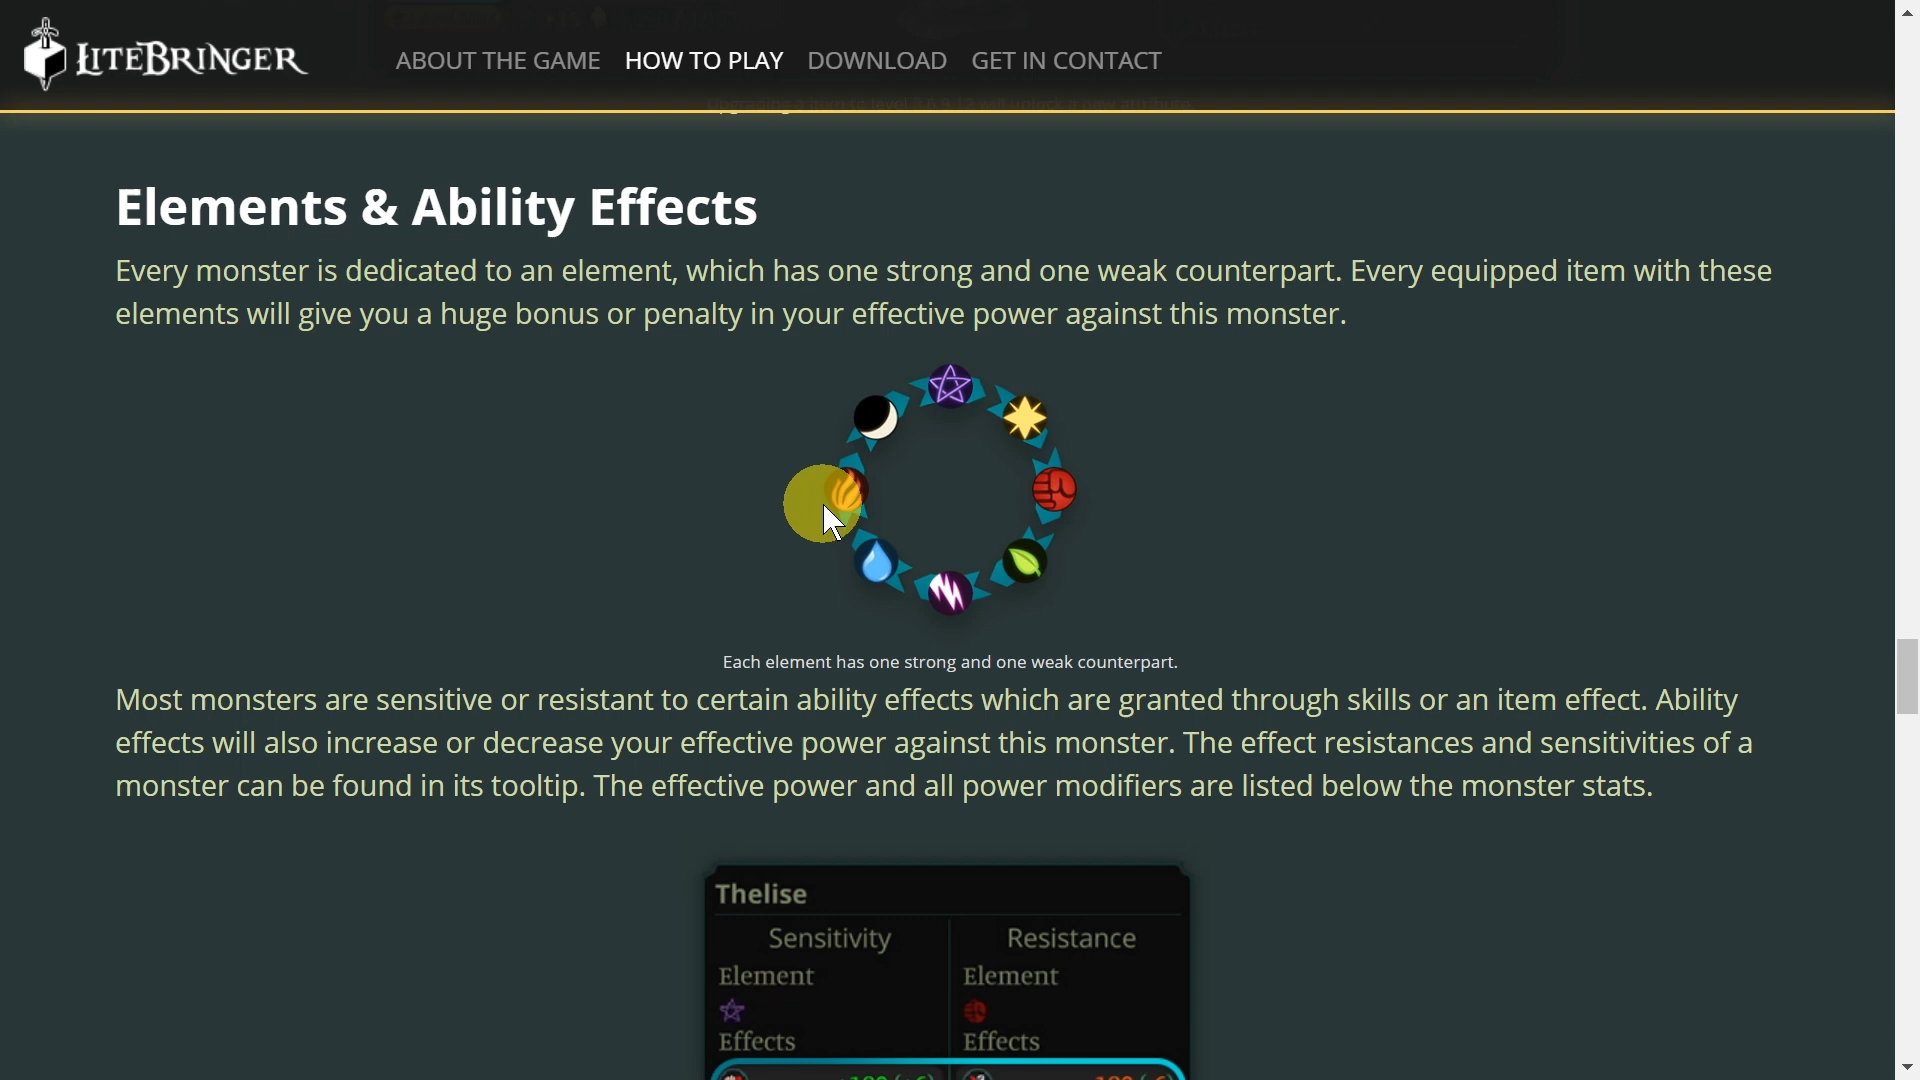 LITEBRINGER
ABOUT THE GAME HOW TO PLAY DOWNLOAD GET IN CONTACT
Elements & Ability Effects
Every monster is dedicated to an element, which has one strong and one weak counterpart. Every equipped item with these
elements will give you a huge bonus or penalty in your effective power against this monster.
Each element has one strong and one weak counterpart.
Most monsters are sensitive or resistant to certain ability effects which are granted through skills or an item effect. Ability
effects will also increase or decrease your effective power against this monster. The effect resistances and sensitivities of a
monster can be found in its tooltip. The effective power and all power modifiers are listed below the monster stats.
Thelise
Sensitivity Resistance
Element Element
Effects Effects